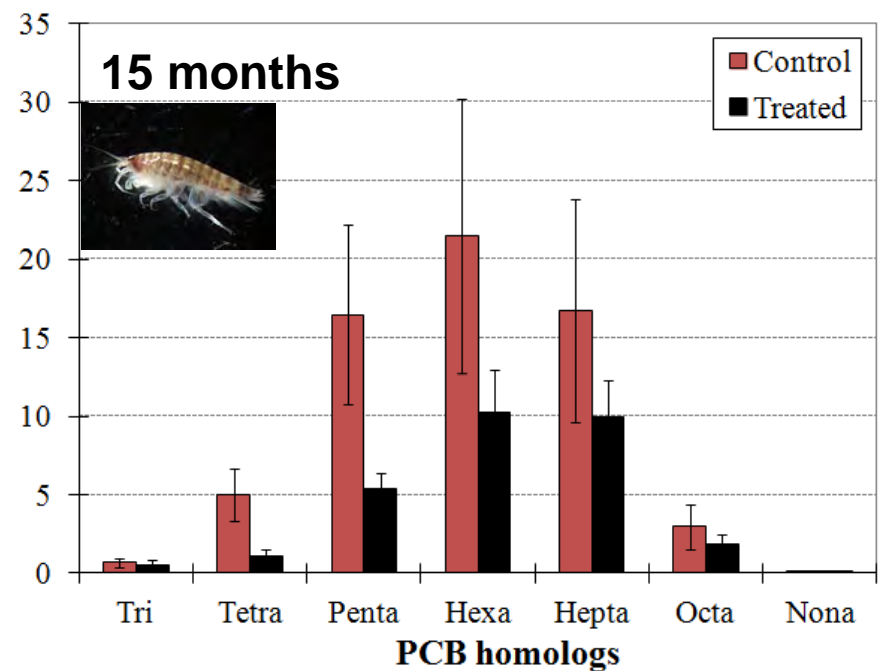 35
15 months
Control
Treated
30
25
20
15
10
5
0
Tri Tetra Penta Hexa Hepta Octa Nona
PCB homologs